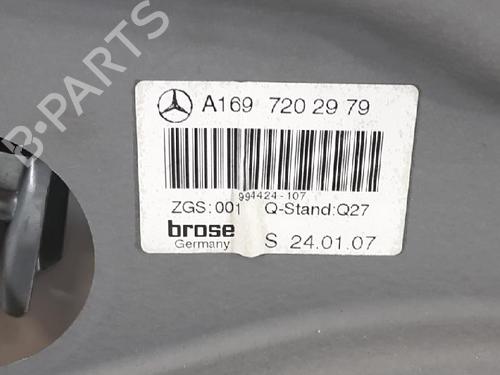 B-PARTS
A169 720 29 79
994424-107
ZGS:001 Q-Stand:Q27
brose
Germany S 24.01.07